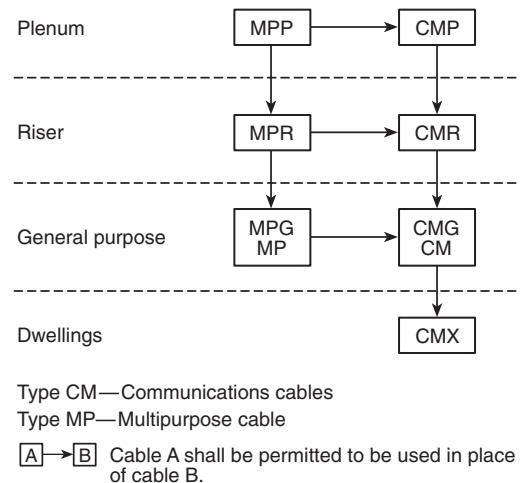 Plenum MPP CMP
Riser MPR CMR
General purpose MPG CMG
MP CM
Dwellings CMX
Type CM—Communications cables
Type MP—Multipurpose cable
A B Cable A shall be permitted to be used in place
of cable B.